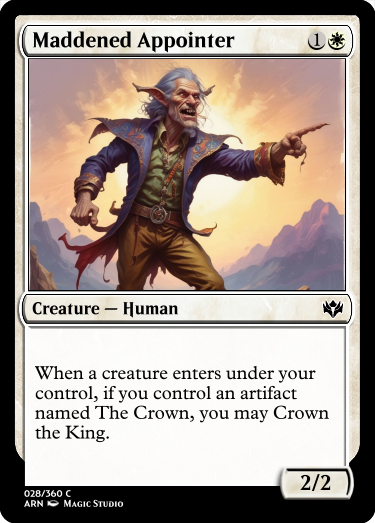 Maddened Appointer 1
Creature — Human
When a creature enters under your
control, if you control an artifact
named The Crown, you may Crown
the King.
028/360 C
ARN Magic Studio
2/2